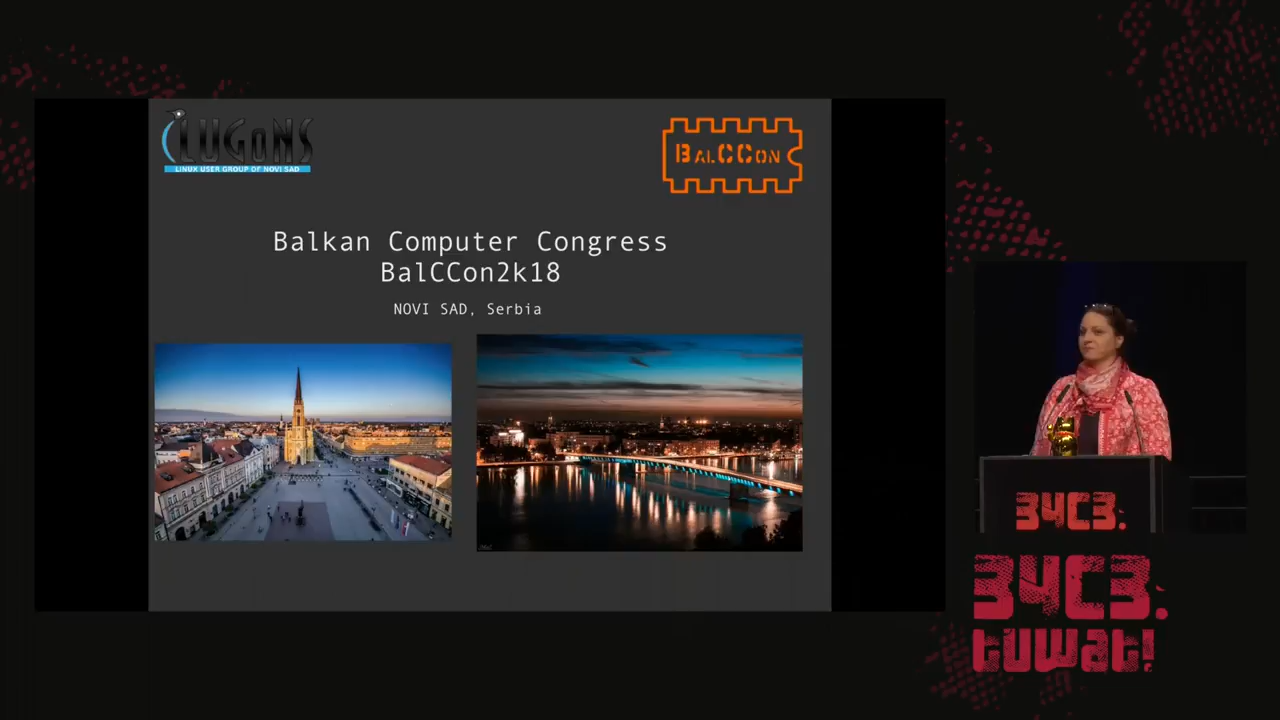 LUGoNS
LINUX USER GROUP OF NOVI SAD
BALCCON
Balkan Computer Congress
BalCCon2k18
NOVI SAD, Serbia
34C3.
34C3.
tuwat!